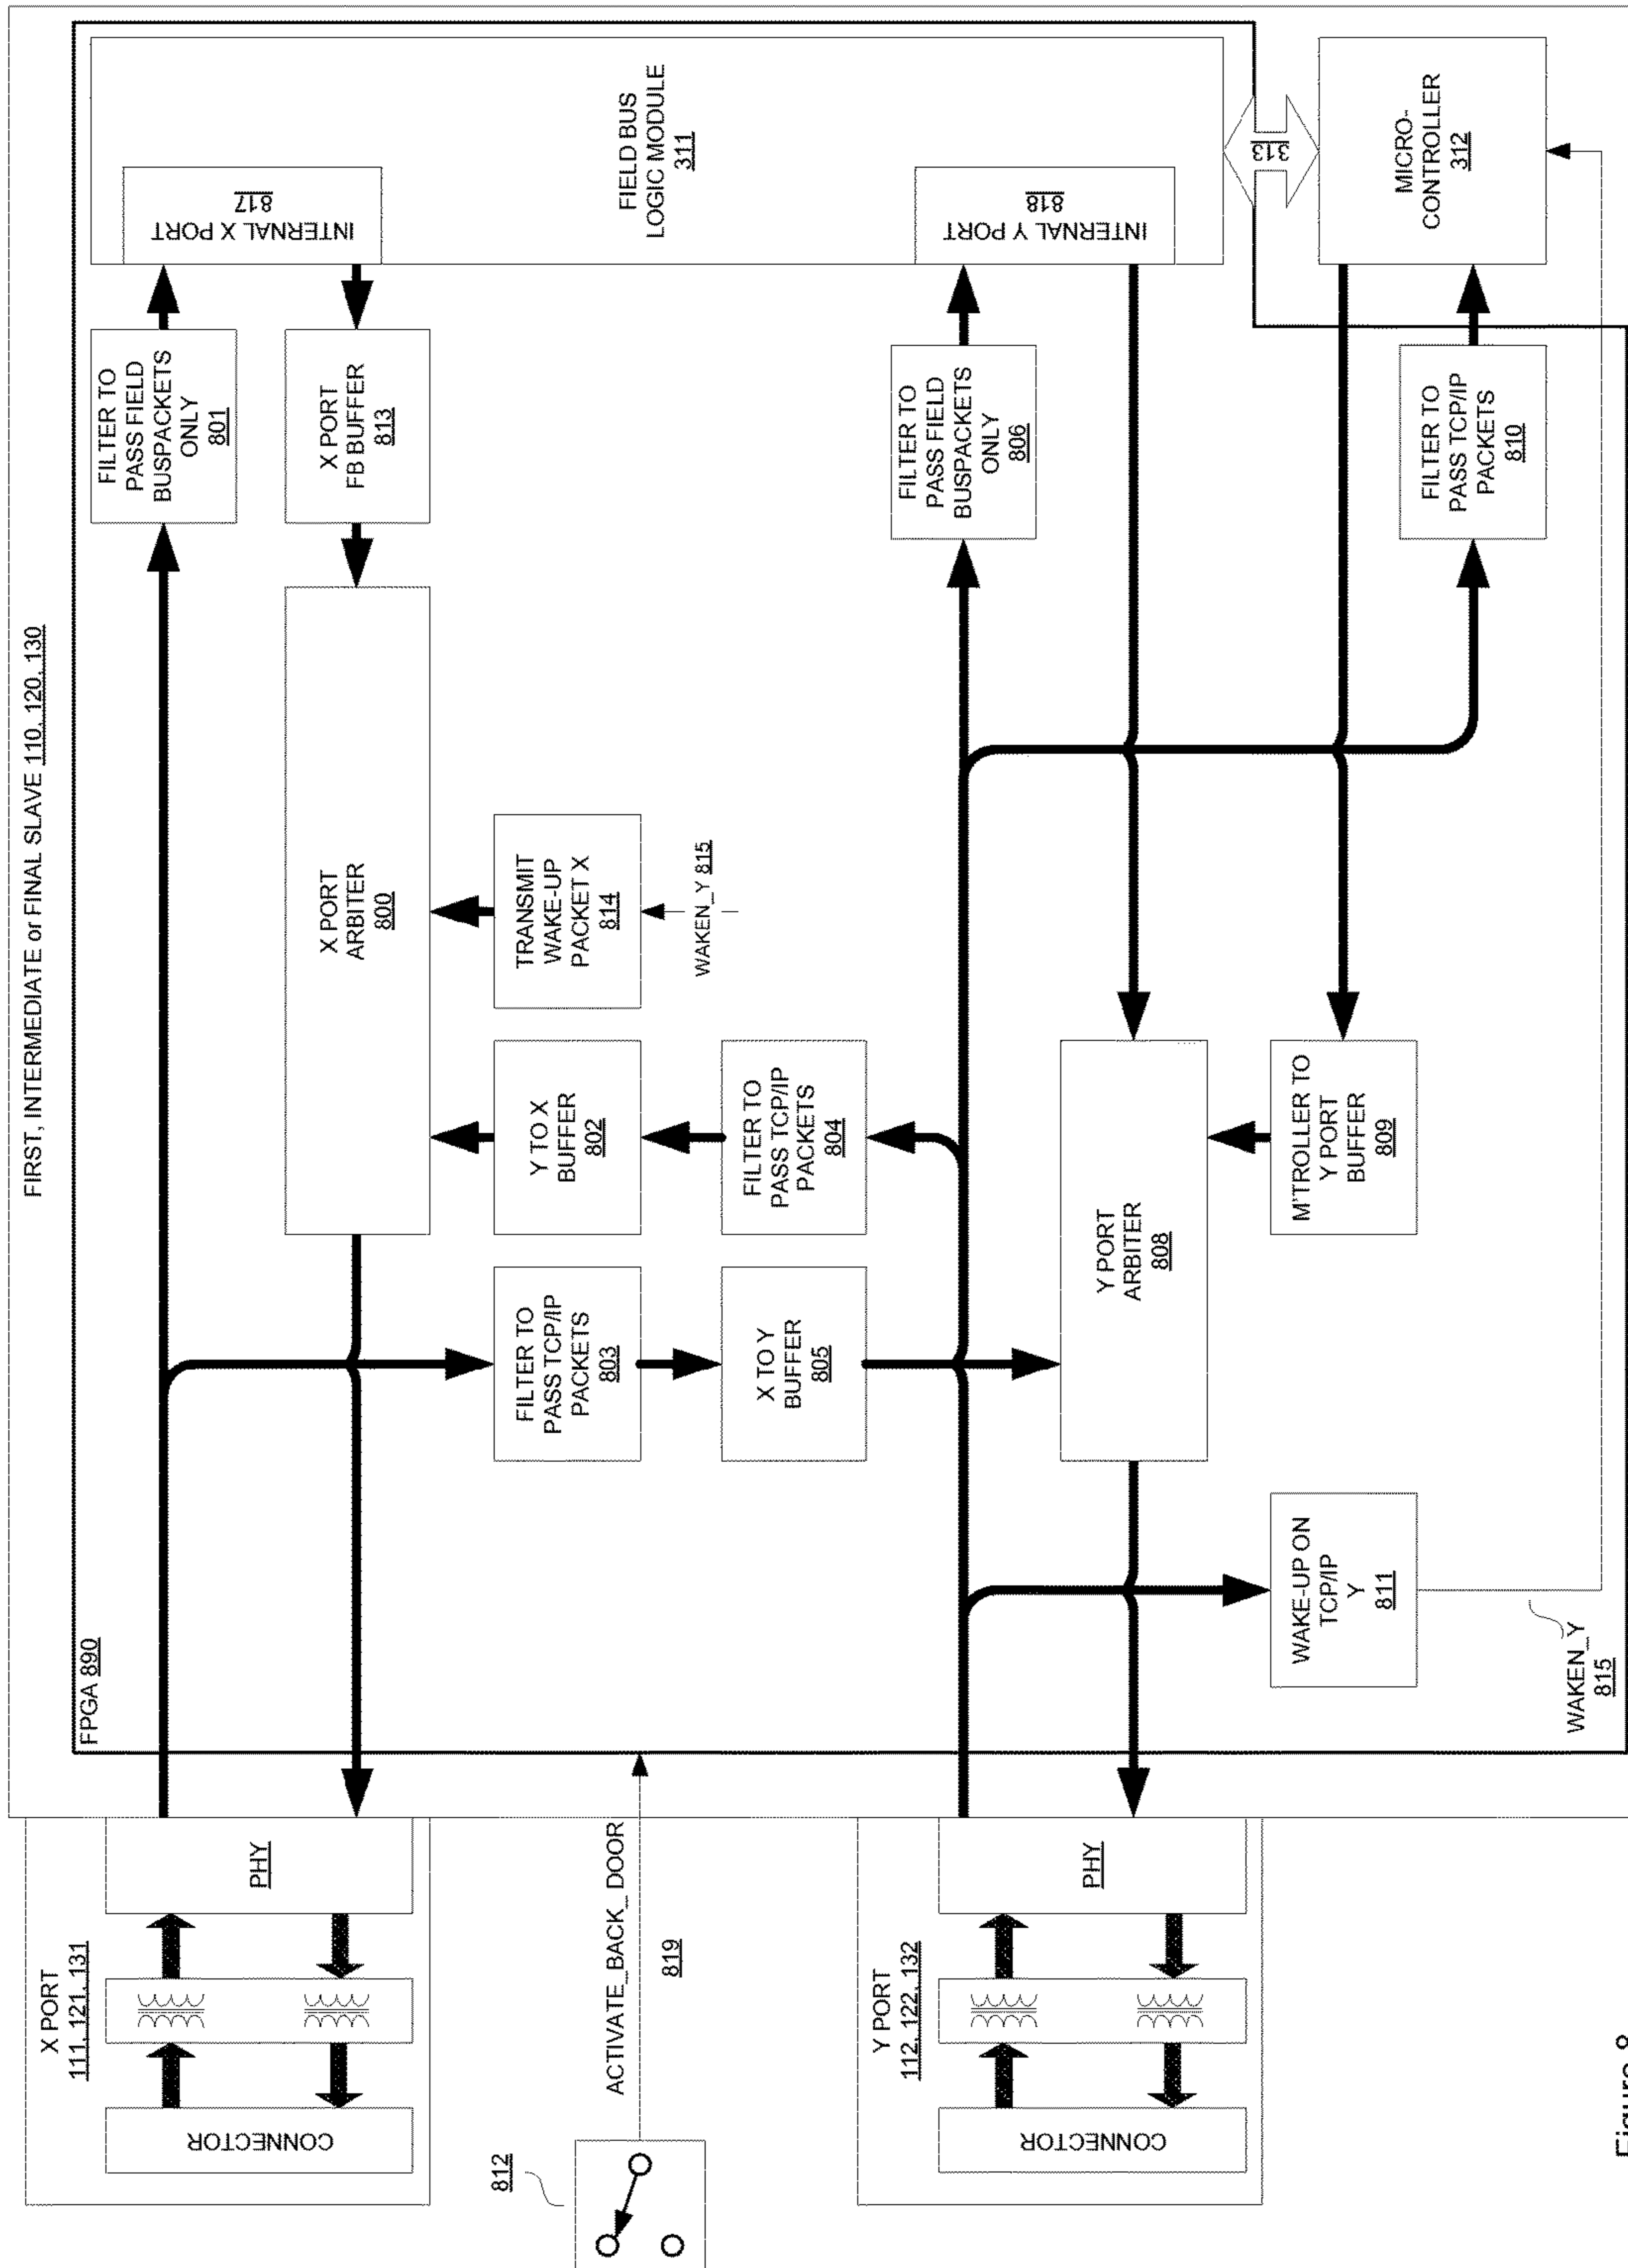 FIRST, INTERMEDIATE or FINAL SLAVE 110, 120, 130
X PORT
111, 121, 131
CONNECTOR
PHY
FPGA 890
FILTER TO
PASS FIELD
BUSPACKETS
ONLY
801
INTERNAL X PORT
817
X PORT
FB BUFFER
813
FIELD BUS
LOGIC MODULE
311
X PORT
ARBITER
800
FILTER TO
PASS TCP/IP
PACKETS
803
Y TO X
BUFFER
802
TRANSMIT
WAKE-UP
PACKET X
814
812
ACTIVATE_BACK_DOOR
819
X TO Y
BUFFER
805
FILTER TO
PASS TCP/IP
PACKETS
804
WAKEN_Y 815
Y PORT
112, 122, 132
CONNECTOR
PHY
FILTER TO
PASS FIELD
BUSPACKETS
ONLY
806
INTERNAL Y PORT
818
Y PORT
ARBITER
808
WAKE-UP ON
TCP/IP
Y
811
M'TROLLER TO
Y PORT
BUFFER
809
313
FILTER TO
PASS TCP/IP
PACKETS
810
MICRO-
CONTROLLER
312
WAKEN_Y
815
Figure 8